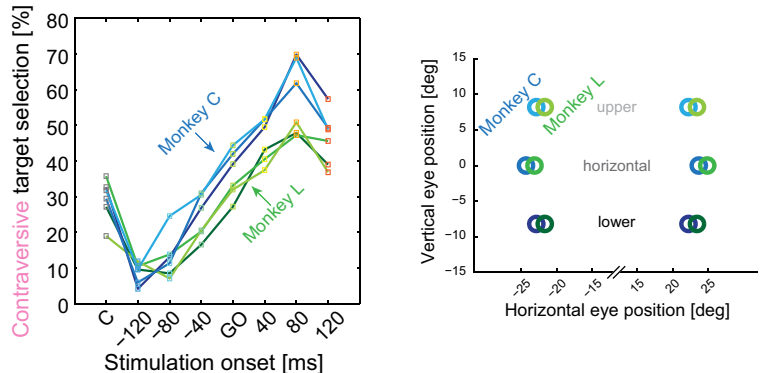 Contraversive target selection [%]
80
70
60
50
40
30
20
10
0
Monkey C
Monkey L
C
−120
−80
−40
GO
40
80
120
Stimulation onset [ms]
Vertical eye position [deg]
15
10
5
0
−5
−10
−15
Monkey C
Monkey L
upper
horizontal
lower
−25
−20
−15
15
20
25
Horizontal eye position [deg]